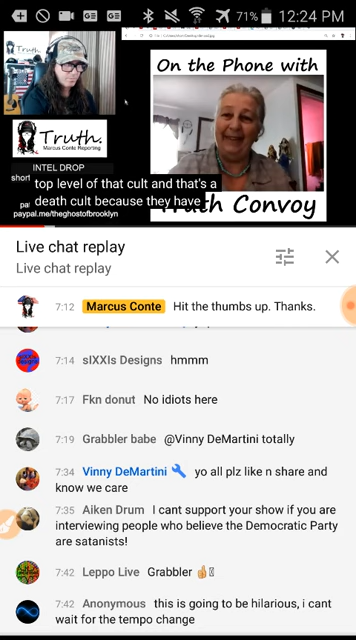 71% 12:24 PM
Truth.
On the Phone with
Truth.
Marcus Conte Reporting
INTEL DROP
top level of that cult and that's a
death cult because they have
Truth Convoy
paypal.me/theghostofbrooklyn
Live chat replay
Live chat replay
7:12 Marcus Conte Hit the thumbs up. Thanks.
7:14 sIXXIs Designs hmmm
7:17 Fkn donut No idiots here
7:19 Grabbler babe @Vinny DeMartini totally
7:34 Vinny DeMartini yo all plz like n share and
know we care
7:35 Aiken Drum I cant support your show if you are
interviewing people who believe the Democratic Party
are satanists!
7:42 Leppo Live Grabbler 👍
7:42 Anonymous this is going to be hilarious, i cant
wait for the tempo change